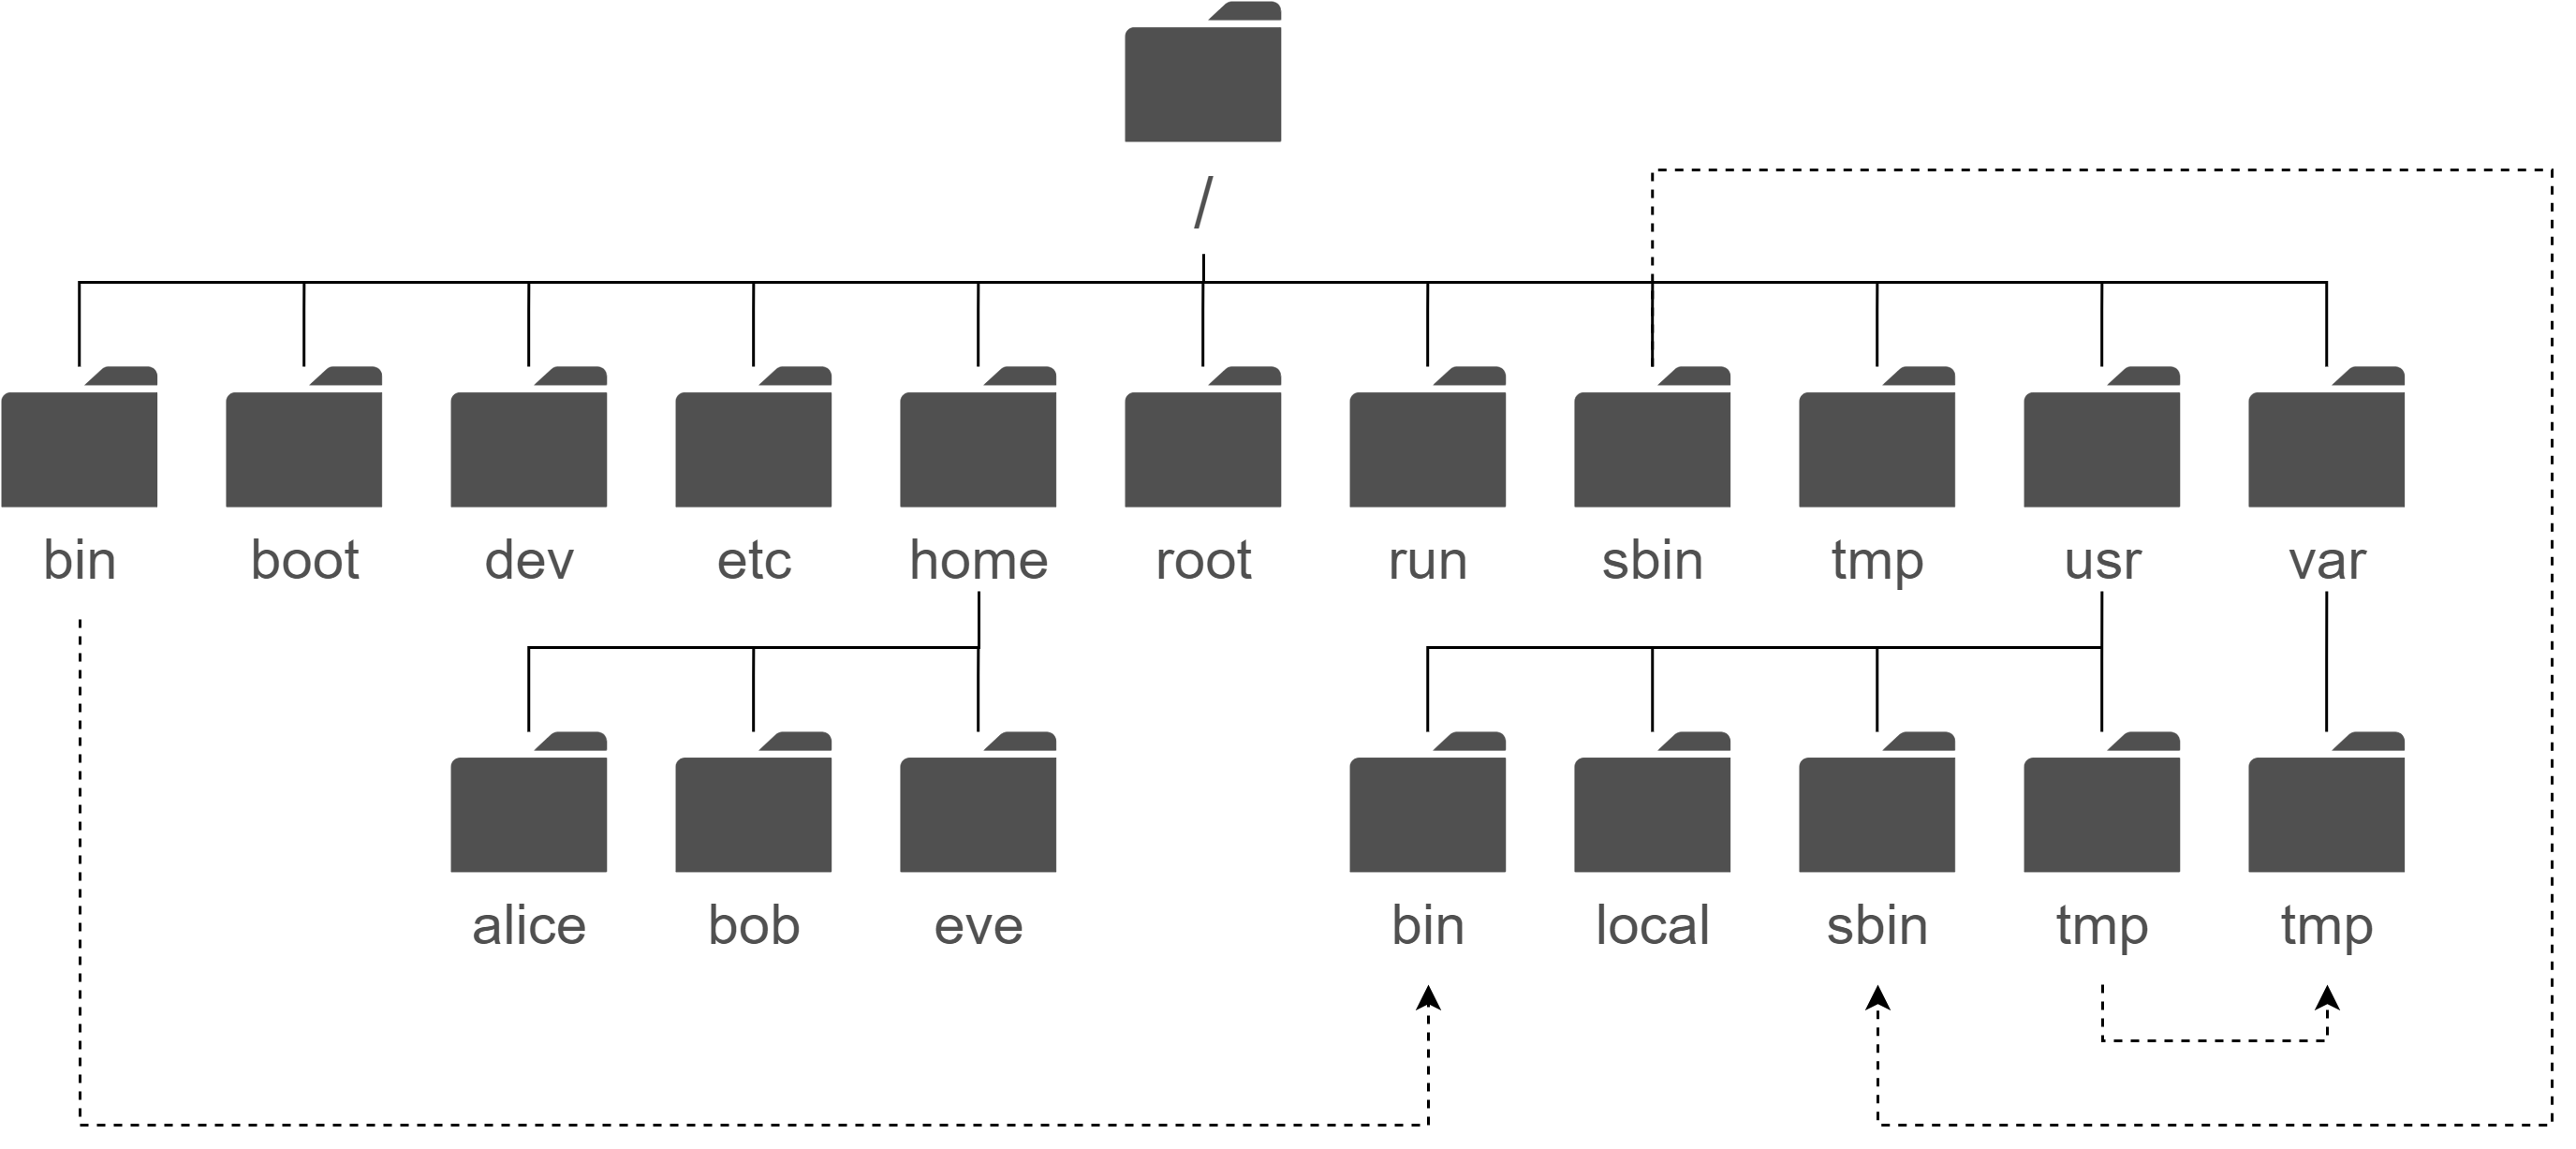 /
bin boot dev etc home root run sbin tmp usr var
alice bob eve bin local sbin tmp tmp